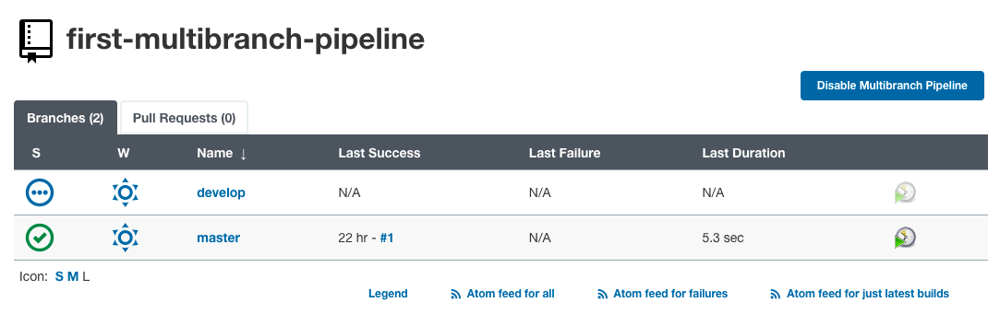 first-multibranch-pipeline
Disable Multibranch Pipeline
Branches (2) Pull Requests (0)
S W Name ↓ Last Success Last Failure Last Duration
develop N/A N/A N/A
master 22 hr - #1 N/A 5.3 sec
Icon: S M L
Legend Atom feed for all Atom feed for failures Atom feed for just latest builds